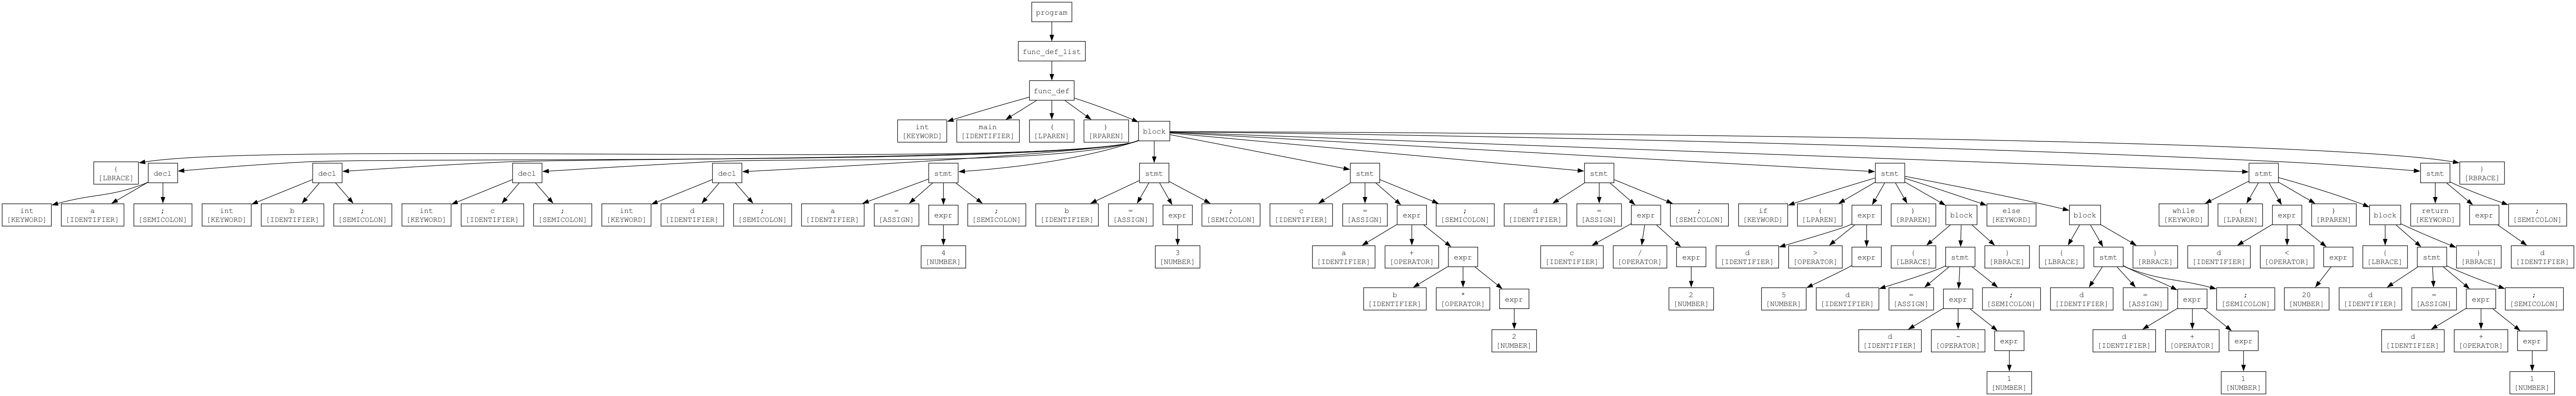 program
func_def_list
func_def
int
[KEYWORD]
main
[IDENTIFIER]
(
[LPAREN]
)
[RPAREN]
block
{
[LBRACE]
decl
decl
decl
decl
stmt
stmt
stmt
stmt
stmt
stmt
stmt
}
[RBRACE]
int
[KEYWORD]
a
[IDENTIFIER]
;
[SEMICOLON]
int
[KEYWORD]
b
[IDENTIFIER]
;
[SEMICOLON]
int
[KEYWORD]
c
[IDENTIFIER]
;
[SEMICOLON]
int
[KEYWORD]
d
[IDENTIFIER]
;
[SEMICOLON]
a
[IDENTIFIER]
=
[ASSIGN]
expr
;
[SEMICOLON]
b
[IDENTIFIER]
=
[ASSIGN]
expr
;
[SEMICOLON]
c
[IDENTIFIER]
=
[ASSIGN]
expr
;
[SEMICOLON]
d
[IDENTIFIER]
=
[ASSIGN]
expr
;
[SEMICOLON]
if
[KEYWORD]
(
[LPAREN]
expr
)
[RPAREN]
block
else
[KEYWORD]
block
while
[KEYWORD]
(
[LPAREN]
expr
)
[RPAREN]
block
return
[KEYWORD]
expr
;
[SEMICOLON]
4
[NUMBER]
3
[NUMBER]
a
[IDENTIFIER]
+
[OPERATOR]
expr
c
[IDENTIFIER]
/
[OPERATOR]
expr
d
[IDENTIFIER]
>
[OPERATOR]
expr
{
[LBRACE]
stmt
}
[RBRACE]
{
[LBRACE]
stmt
}
[RBRACE]
d
[IDENTIFIER]
<
[OPERATOR]
expr
{
[LBRACE]
stmt
}
[RBRACE]
d
[IDENTIFIER]
b
[IDENTIFIER]
*
[OPERATOR]
expr
2
[NUMBER]
5
[NUMBER]
d
[IDENTIFIER]
=
[ASSIGN]
expr
;
[SEMICOLON]
d
[IDENTIFIER]
=
[ASSIGN]
expr
;
[SEMICOLON]
20
[NUMBER]
d
[IDENTIFIER]
=
[ASSIGN]
expr
;
[SEMICOLON]
2
[NUMBER]
d
[IDENTIFIER]
-
[OPERATOR]
expr
d
[IDENTIFIER]
+
[OPERATOR]
expr
d
[IDENTIFIER]
+
[OPERATOR]
expr
1
[NUMBER]
1
[NUMBER]
1
[NUMBER]